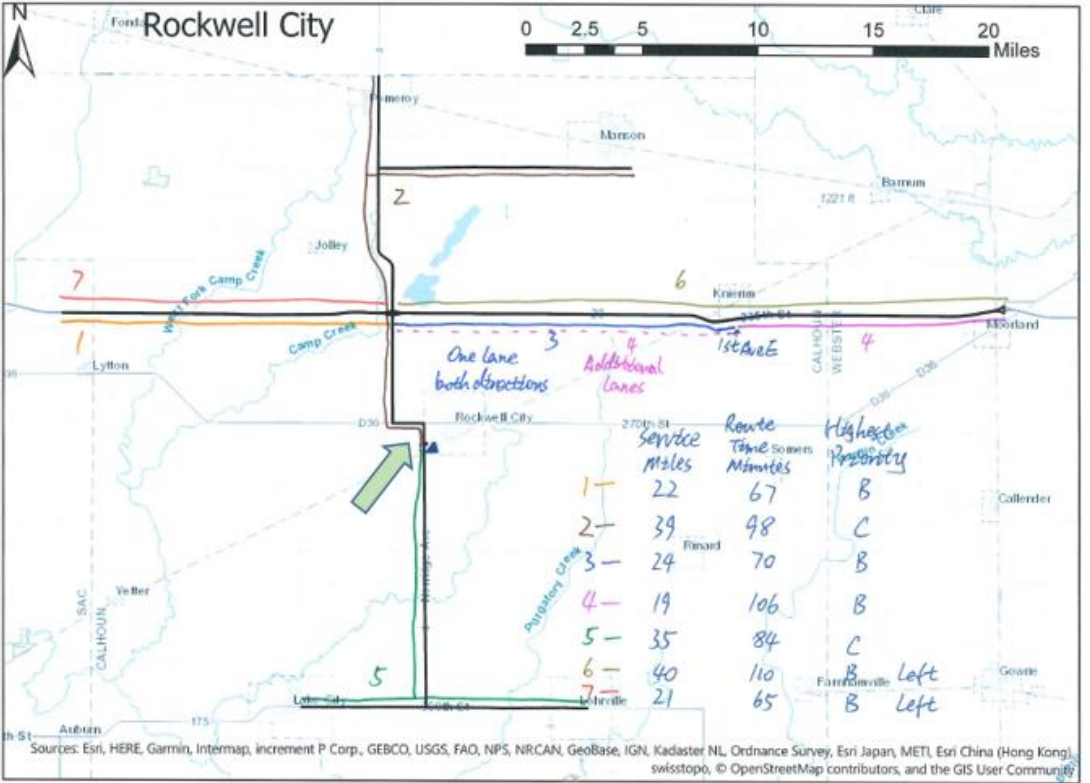 N
Rockwell City
0 2.5 5 10 15 20
Miles
Fonda
Clare
Pomeroy
Manson
Barnum
1221 ft
2
Jolley
West Fork Camp Creek
7
6
Knierim
1
Camp Creek
3
4
1st Ave E
4
Moorland
One lane
both directions
Additional
Lanes
CALHOUN
WEBSTER
Lytton
D36
D36
D36
Rockwell City
270th St
Somers
Service
Miles
Route
Time
Minutes
Highest
Priority
1 — 22 67 B
2 — 39 98 C
3 — 24 70 B
4 — 19 106 B
5 — 35 84 C
6 — 40 110 B Left
7 — 21 65 B Left
Callender
Rinard
Purgatory Creek
Yetter
SAC
CALHOUN
5
Lake City
Lohrville
Farnhamville
Gowrie
Auburn
175
th St
Sources: Esri, HERE, Garmin, Intermap, increment P Corp., GEBCO, USGS, FAO, NPS, NRCAN, GeoBase, IGN, Kadaster NL, Ordnance Survey, Esri Japan, METI, Esri China (Hong Kong),
swisstopo, © OpenStreetMap contributors, and the GIS User Community